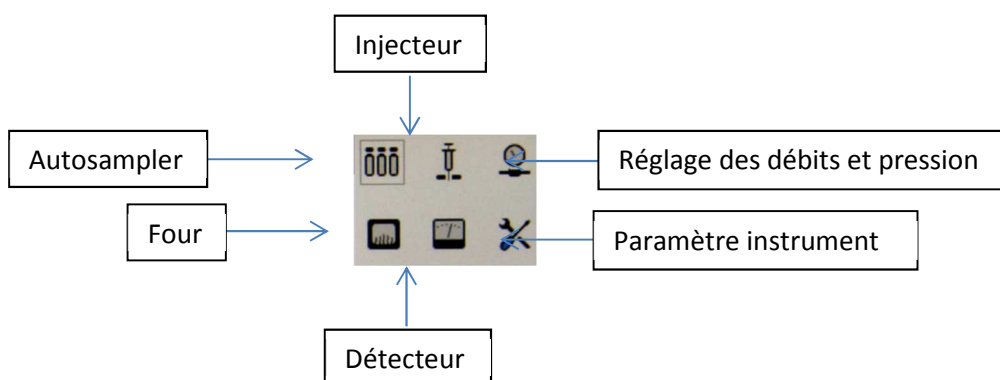 Injecteur
Autosampler
Réglage des débits et pression
Four
Paramètre instrument
Détecteur